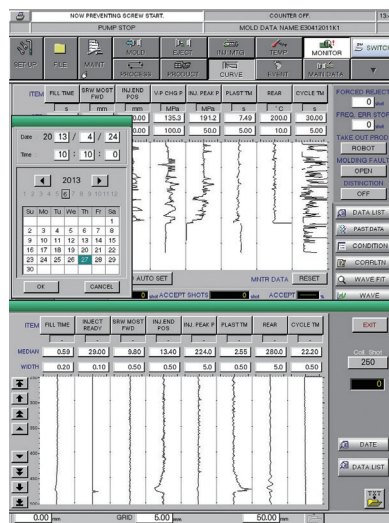 NOW PREVENTING SCREW START.
COUNTER OFF.
PUMP STOP
MOLD DATA NAME:E30412011K1
SET-UP
FILE
MAINT
MOLD
EJECT.
INJ./MTG
TEMP.
MONITOR
SWITCH
PROCESS
PRODUCT
CURVE
EVENT
MAIN DATA
ITEM
FILL TIME
SRW MOST FWD
INJ.END POS
V.P CHG P
INJ. PEAK P
PLAST TM
REAR
CYCLE TM
s
mm
mm
MPa
MPa
s
°C
s
135.3
191.2
7.49
200.0
30.00
100.0
50.0
5.00
10.0
5.00
FORCED REJECT
0 shot
FREQ. ERR STOP
0 shot
TAKE OUT PROD
ROBOT
MOLDING FAULT
OPEN
DISTINCTION
OFF
DATA LIST
PAST.DATA
CONDITION
CORRLTN
WAVE FIT
WAVE
Date 20 13 / 4 / 24
Time 10 : 10 : 0
2013
1 2 3 4 5 6 7 8 9 10 11 12
Su Mo Tu We Th Fr Sa
1
2 3 4 5 6 7 8
9 10 11 12 13 14 15
16 17 18 19 20 21 22
23 24 25 26 27 28 29
30
OK
CANCEL
AUTO SET
MNTR DATA
RESET
0 shot ACCEPT SHOTS 0 shot ACCEPT
ITEM
FILL TIME
INJECT READY
SRW MOST FWD
INJ.END POS
INJ. PEAK P
PLAST TM
REAR
CYCLE TM
MEDIAN 0.59 29.00 9.80 13.40 224.0 2.55 280.0 22.20
WIDTH 0.20 0.10 0.50 0.50 5.0 0.50 5.0 0.50
EXIT
Coll. Shot
250
0
DATE
DATA LIST
TXT
0.00 mm
GRID
5.00 mm
50.00 mm